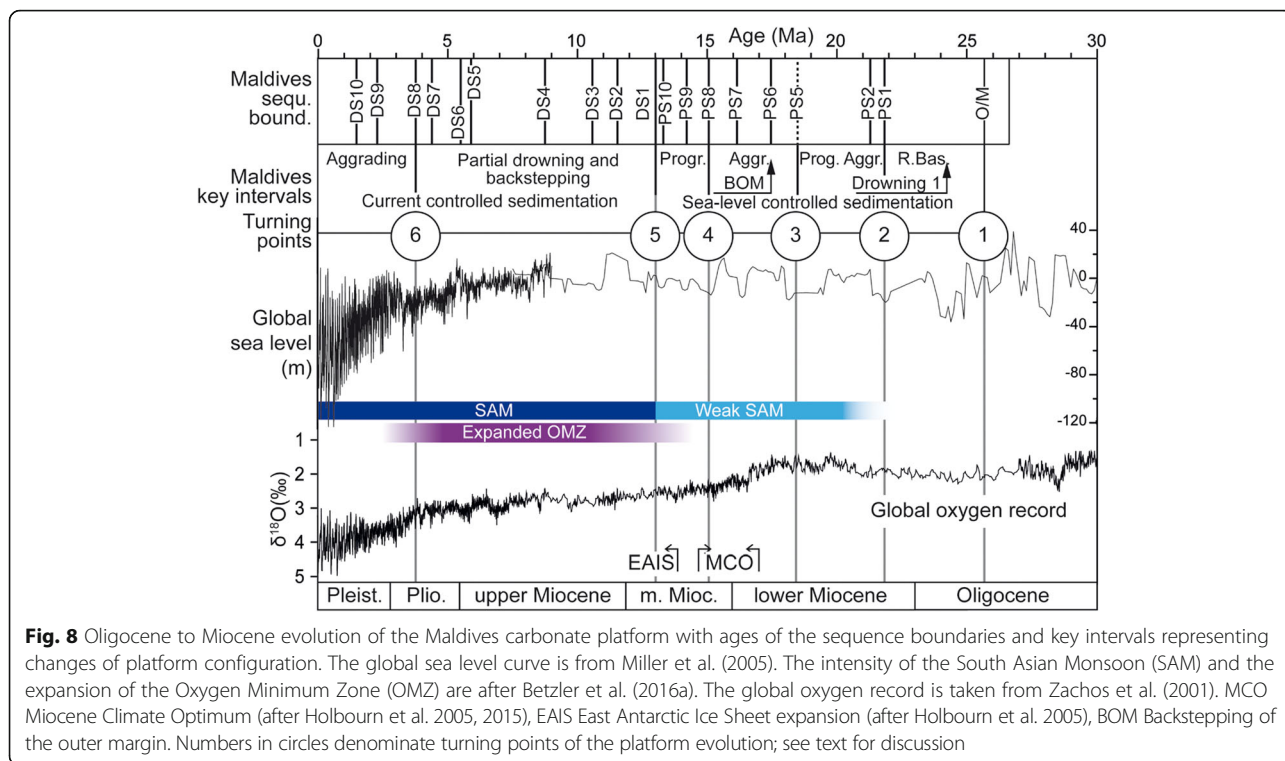 Age (Ma)
0 5 10 15 20 25 30
Maldives
sequ.
bound.
DS10 DS9 DS8 DS7 DS6 DS5 DS4 DS3 DS2 DS1 PS10 PS9 PS8 PS7 PS6 PS5 PS2 PS1 O/M
Maldives
key intervals
Aggrading
Partial drowning and
backstepping
Progr.
Aggr.
Prog. Aggr.
R.Bas.
BOM
Drowning 1
Current controlled sedimentation
Sea-level controlled sedimentation
Turning
points
6 5 4 3 2 1
Global
sea level
(m)
40
0
-40
-80
-120
SAM
Weak SAM
Expanded OMZ
δ¹⁸O(‰)
1
2
3
4
5
Global oxygen record
EAIS
MCO
Pleist. Plio. upper Miocene m. Mioc. lower Miocene Oligocene
Fig. 8 Oligocene to Miocene evolution of the Maldives carbonate platform with ages of the sequence boundaries and key intervals representing
changes of platform configuration. The global sea level curve is from Miller et al. (2005). The intensity of the South Asian Monsoon (SAM) and the
expansion of the Oxygen Minimum Zone (OMZ) are after Betzler et al. (2016a). The global oxygen record is taken from Zachos et al. (2001). MCO
Miocene Climate Optimum (after Holbourn et al. 2005, 2015), EAIS East Antarctic Ice Sheet expansion (after Holbourn et al. 2005), BOM Backstepping of
the outer margin. Numbers in circles denominate turning points of the platform evolution; see text for discussion